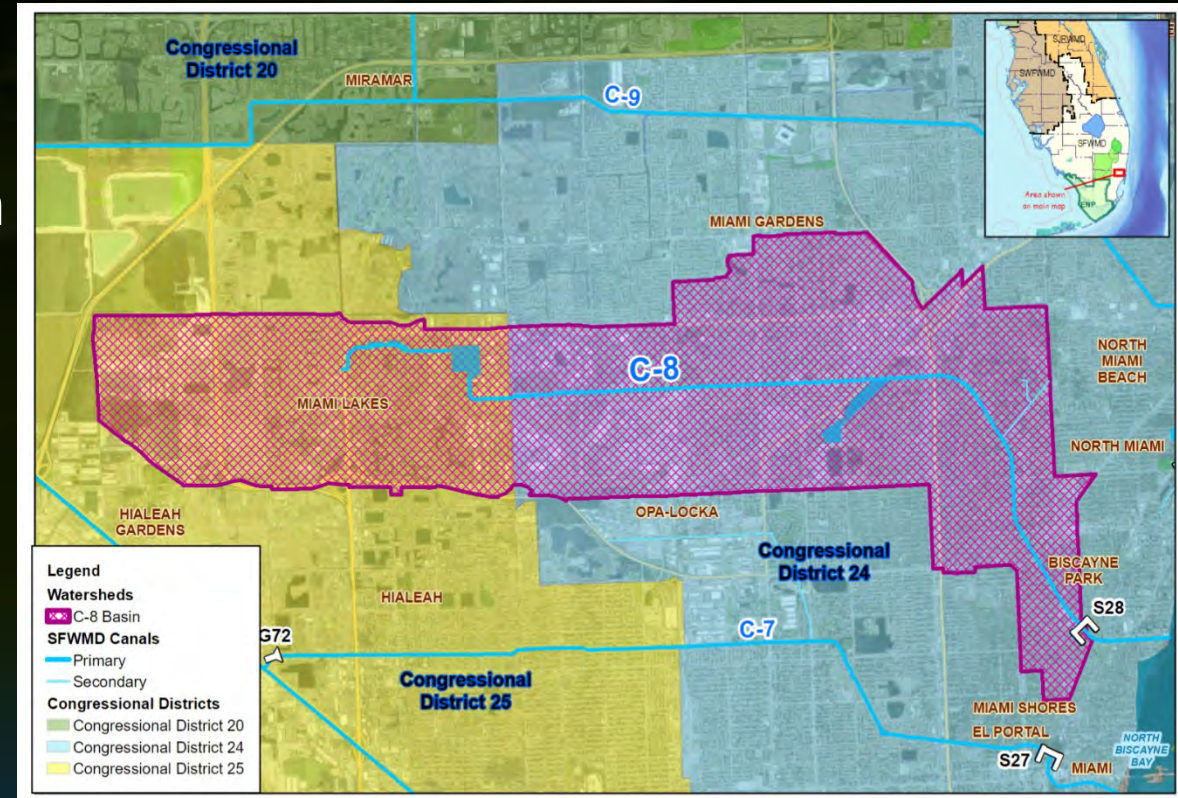 Congressional
District 20
MIRAMAR
C-9
SJRWMD
SWFWMD
SFWMD
Area shown
on main map
ENP
MIAMI GARDENS
C-8
NORTH
MIAMI
BEACH
MIAMI LAKES
NORTH MIAMI
HIALEAH
GARDENS
OPA-LOCKA
Congressional
District 24
BISCAYNE
PARK
HIALEAH
S28
C-7
G72
Congressional
District 25
MIAMI SHORES
EL PORTAL
S27
MIAMI
NORTH
BISCAYNE
BAY
Legend
Watersheds
C-8 Basin
SFWMD Canals
Primary
Secondary
Congressional Districts
Congressional District 20
Congressional District 24
Congressional District 25